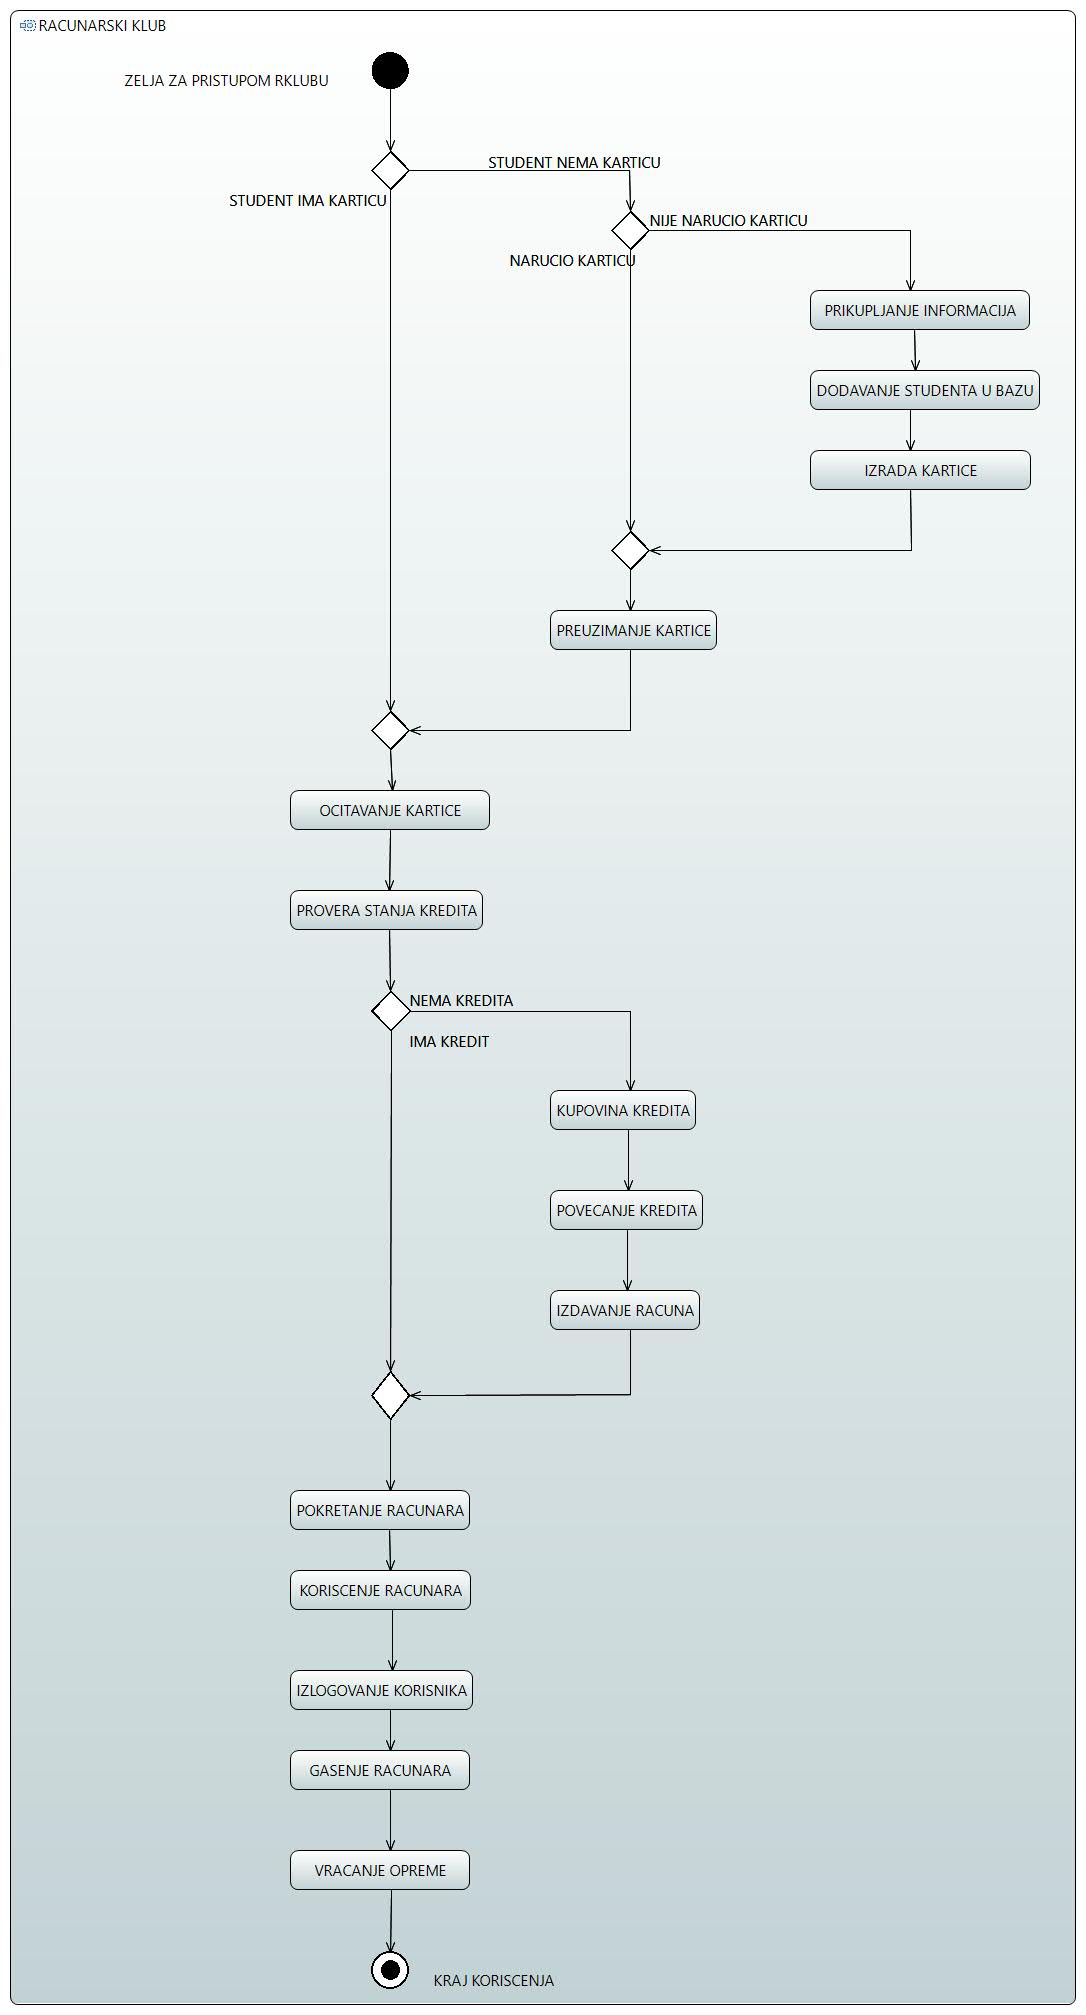 RACUNARSKI KLUB
ZELJA ZA PRISTUPOM RKLUBU
STUDENT NEMA KARTICU
STUDENT IMA KARTICU
NIJE NARUCIO KARTICU
NARUCIO KARTICU
PRIKUPLJANJE INFORMACIJA
DODAVANJE STUDENTA U BAZU
IZRADA KARTICE
PREUZIMANJE KARTICE
OCITAVANJE KARTICE
PROVERA STANJA KREDITA
NEMA KREDITA
IMA KREDIT
KUPOVINA KREDITA
POVECANJE KREDITA
IZDAVANJE RACUNA
POKRETANJE RACUNARA
KORISCENJE RACUNARA
IZLOGOVANJE KORISNIKA
GASENJE RACUNARA
VRACANJE OPREME
KRAJ KORISCENJA